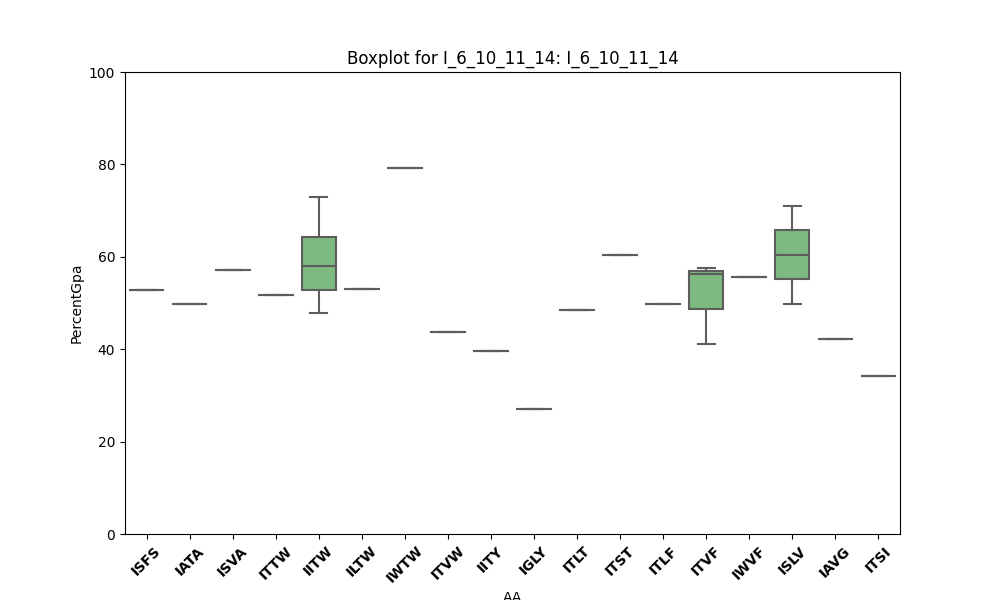 Boxplot for I_6_10_11_14: I_6_10_11_14
PercentGpa
100
80
60
40
20
0
ISFS IATA ISVA ITTW IITW ILTW IWTW ITVW IITY IGLY ITLT ITST ITLF ITVF IWVF ISLV IAVG ITSI
AA